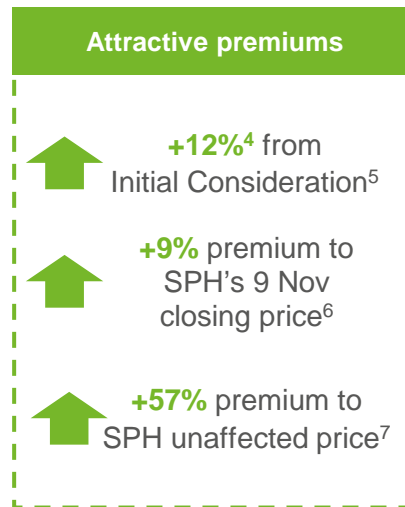 Attractive premiums
+12%⁴ from
Initial Consideration⁵
+9% premium to
SPH's 9 Nov
closing price⁶
+57% premium to
SPH unaffected price⁷